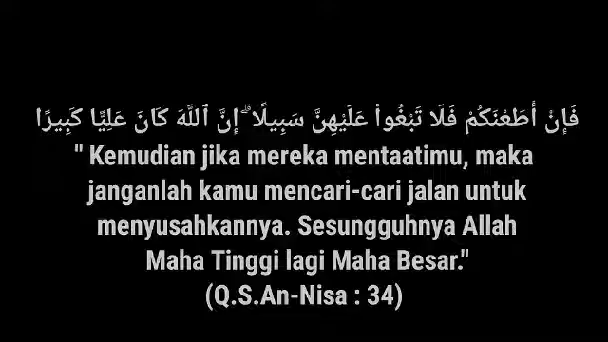 فَإِنْ أَطَعْنَكُمْ فَلَا تَبْغُوا۟ عَلَيْهِنَّ سَبِيلًا ۗ إِنَّ ٱللَّهَ كَانَ عَلِيًّا كَبِيرًا
" Kemudian jika mereka mentaatimu, maka
janganlah kamu mencari-cari jalan untuk
menyusahkannya. Sesungguhnya Allah
Maha Tinggi lagi Maha Besar."
(Q.S.An-Nisa : 34)